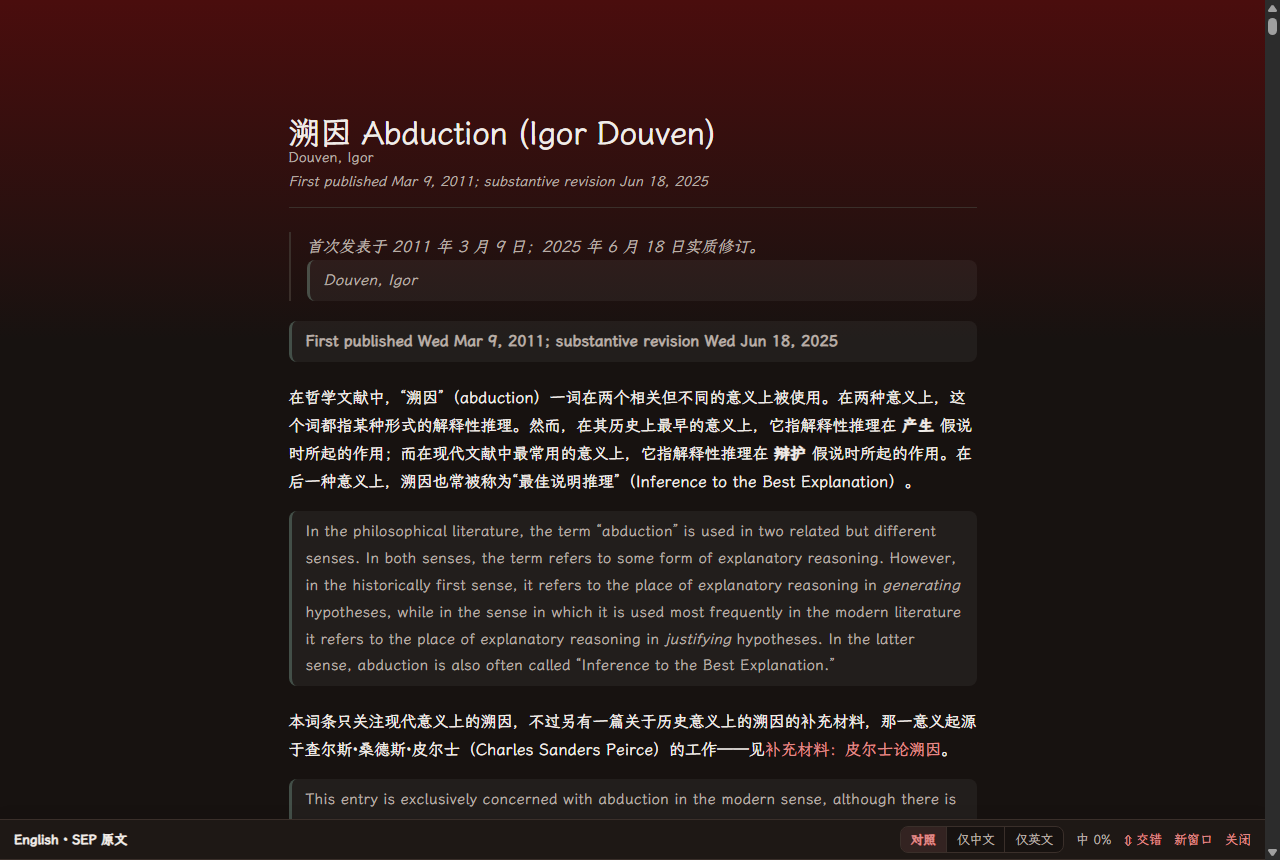 溯因 Abduction (Igor Douven)
Douven, Igor
First published Mar 9, 2011; substantive revision Jun 18, 2025
首次发表于 2011 年 3 月 9 日；2025 年 6 月 18 日实质修订。
Douven, Igor
First published Wed Mar 9, 2011; substantive revision Wed Jun 18, 2025
在哲学文献中，“溯因”（abduction）一词在两个相关但不同的意义上被使用。在两种意义上，这
个词都指某种形式的解释性推理。然而，在其历史上最早的意义上，它指解释性推理在 产生 假说
时所起的作用；而在现代文献中最常用的意义上，它指解释性推理在 辩护 假说时所起的作用。在
后一种意义上，溯因也常被称为“最佳说明推理”（Inference to the Best Explanation）。
In the philosophical literature, the term “abduction” is used in two related but different
senses. In both senses, the term refers to some form of explanatory reasoning. However,
in the historically first sense, it refers to the place of explanatory reasoning in generating
hypotheses, while in the sense in which it is used most frequently in the modern literature
it refers to the place of explanatory reasoning in justifying hypotheses. In the latter
sense, abduction is also often called “Inference to the Best Explanation.”
本词条只关注现代意义上的溯因，不过另有一篇关于历史意义上的溯因的补充材料，那一意义起源
于查尔斯·桑德斯·皮尔士（Charles Sanders Peirce）的工作——见补充材料：皮尔士论溯因。
This entry is exclusively concerned with abduction in the modern sense, although there is
English · SEP 原文
对照 仅中文 仅英文 中 0% ⇕ 交错 新窗口 关闭